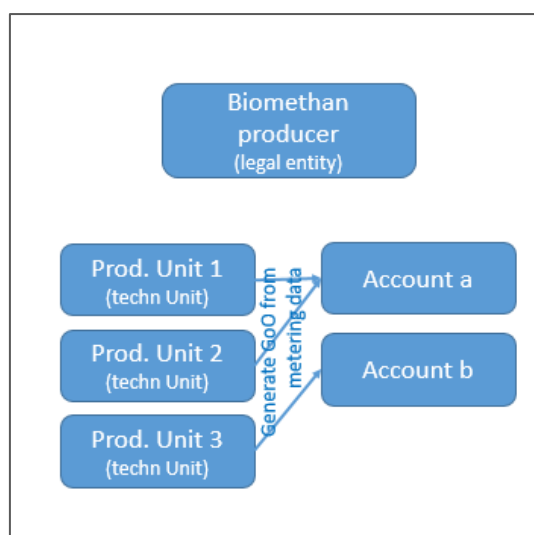 Biomethan
producer
(legal entity)
Prod. Unit 1
(techn Unit)
Account a
Prod. Unit 2
(techn Unit)
Account b
Prod. Unit 3
(techn Unit)
Generate GoO from
metering data